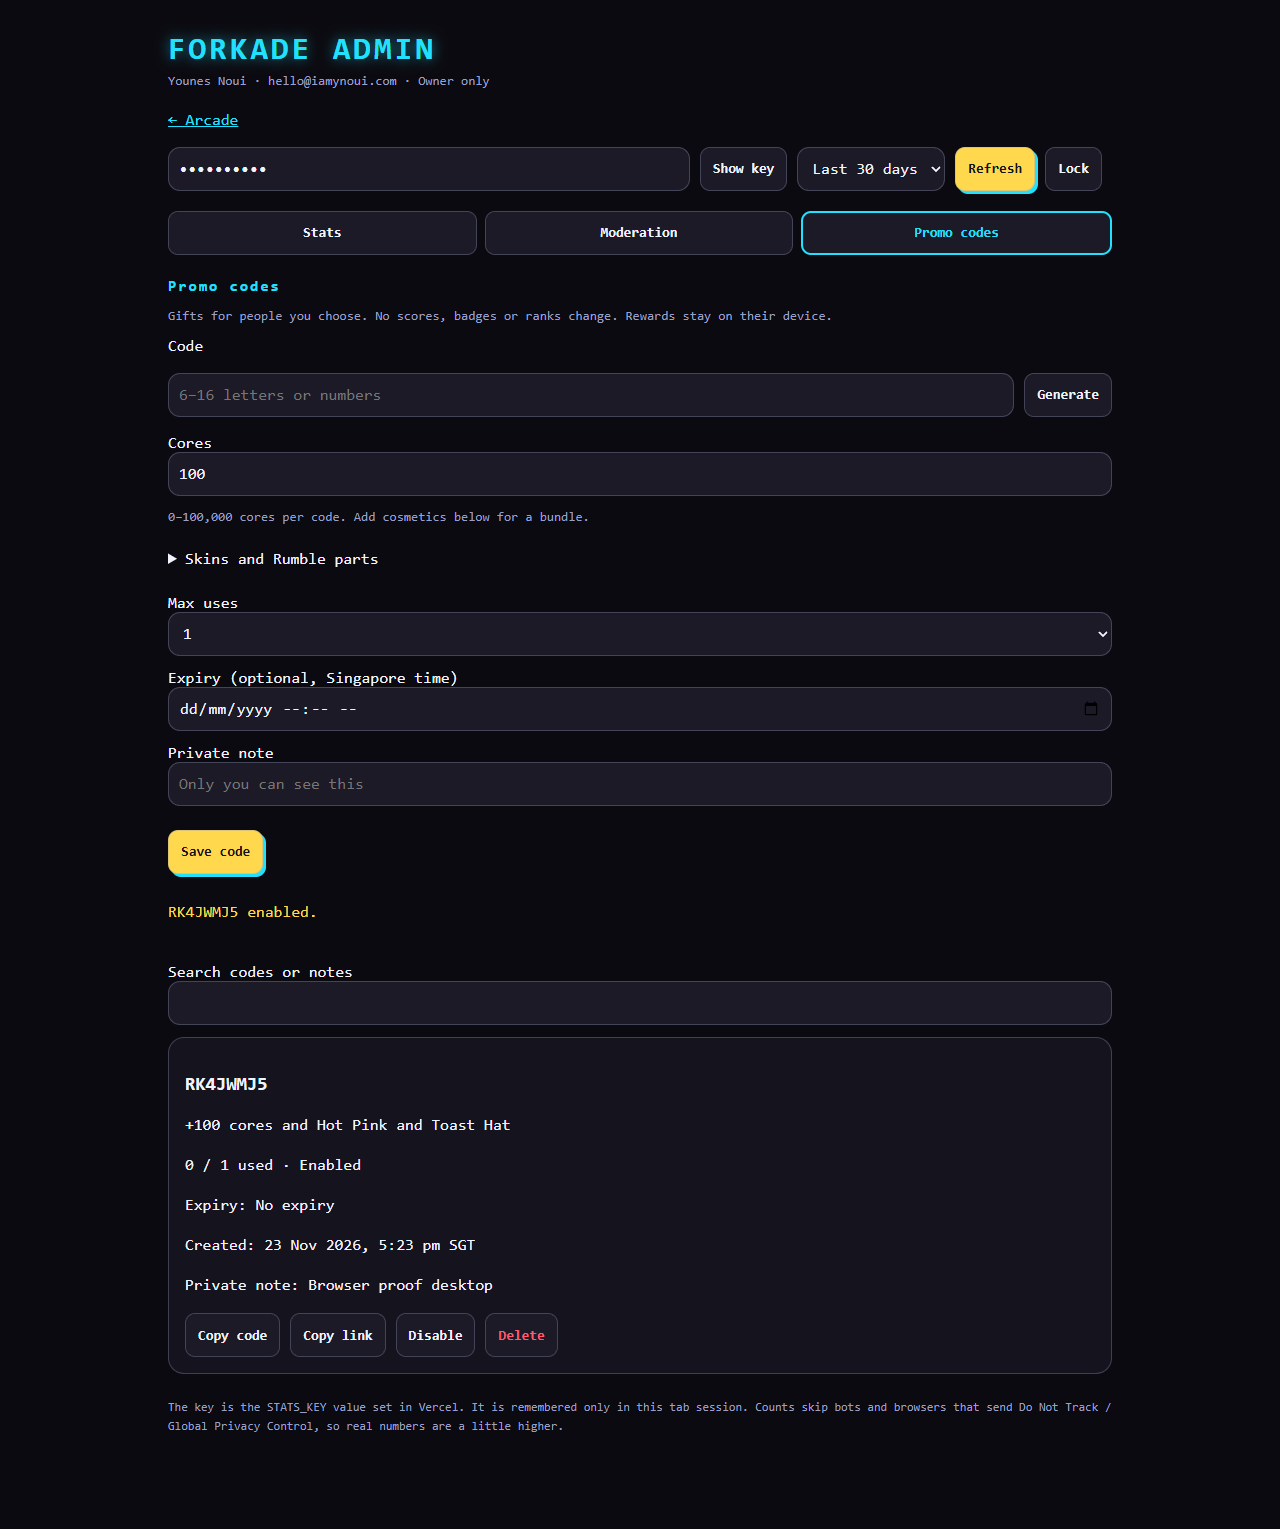 FORKADE ADMIN
Younes Noui · hello@iamynoui.com · Owner only
← Arcade
•••••••••• Show key Last 30 days Refresh Lock
Stats Moderation Promo codes
Promo codes
Gifts for people you choose. No scores, badges or ranks change. Rewards stay on their device.
Code
6–16 letters or numbers Generate
Cores
100
0–100,000 cores per code. Add cosmetics below for a bundle.
▶ Skins and Rumble parts
Max uses
1
Expiry (optional, Singapore time)
dd/mm/yyyy --:-- --
Private note
Only you can see this
Save code
RK4JWMJ5 enabled.
Search codes or notes
RK4JWMJ5
+100 cores and Hot Pink and Toast Hat
0 / 1 used · Enabled
Expiry: No expiry
Created: 23 Nov 2026, 5:23 pm SGT
Private note: Browser proof desktop
Copy code Copy link Disable Delete
The key is the STATS_KEY value set in Vercel. It is remembered only in this tab session. Counts skip bots and browsers that send Do Not Track /
Global Privacy Control, so real numbers are a little higher.